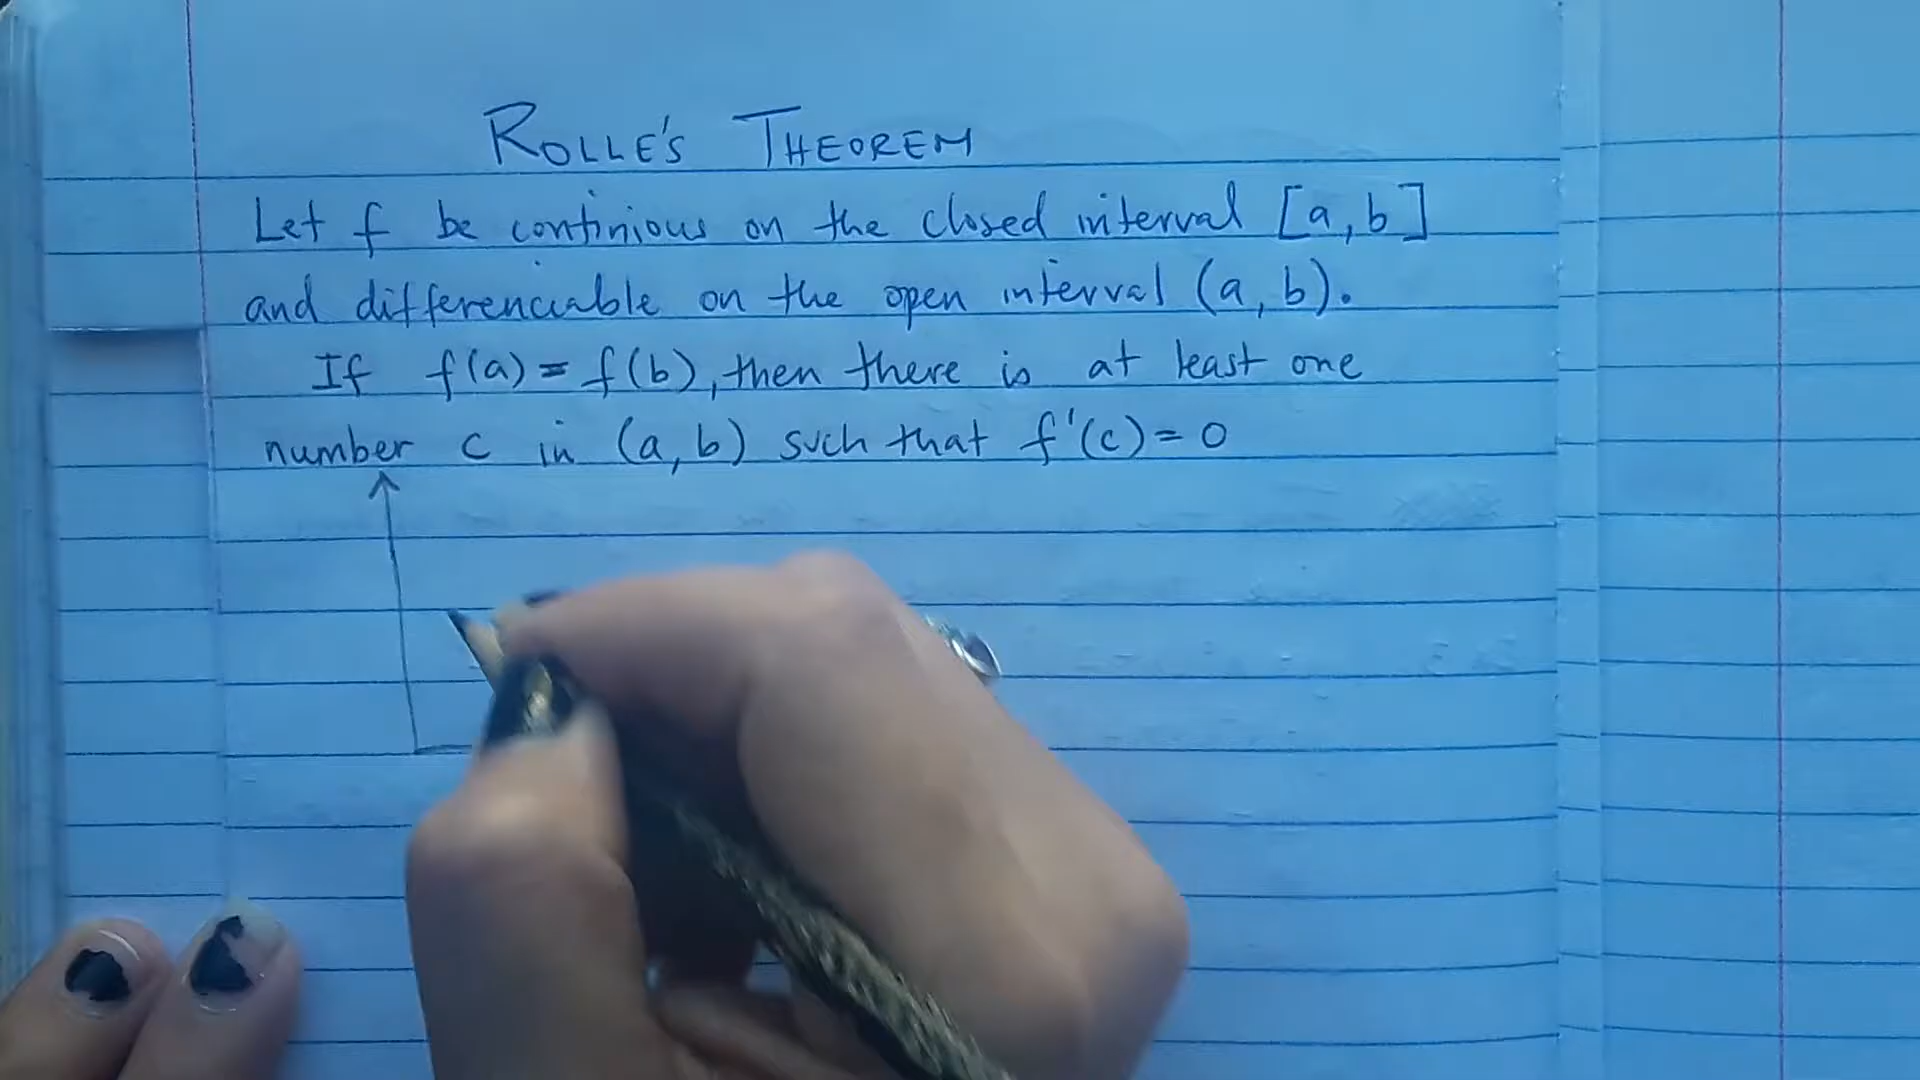 ROLLE'S THEOREM
Let f be continious on the closed interval [a, b]
and differenciable on the open interval (a, b).
If f(a) = f(b), then there is at least one
number c in (a, b) such that f'(c) = 0